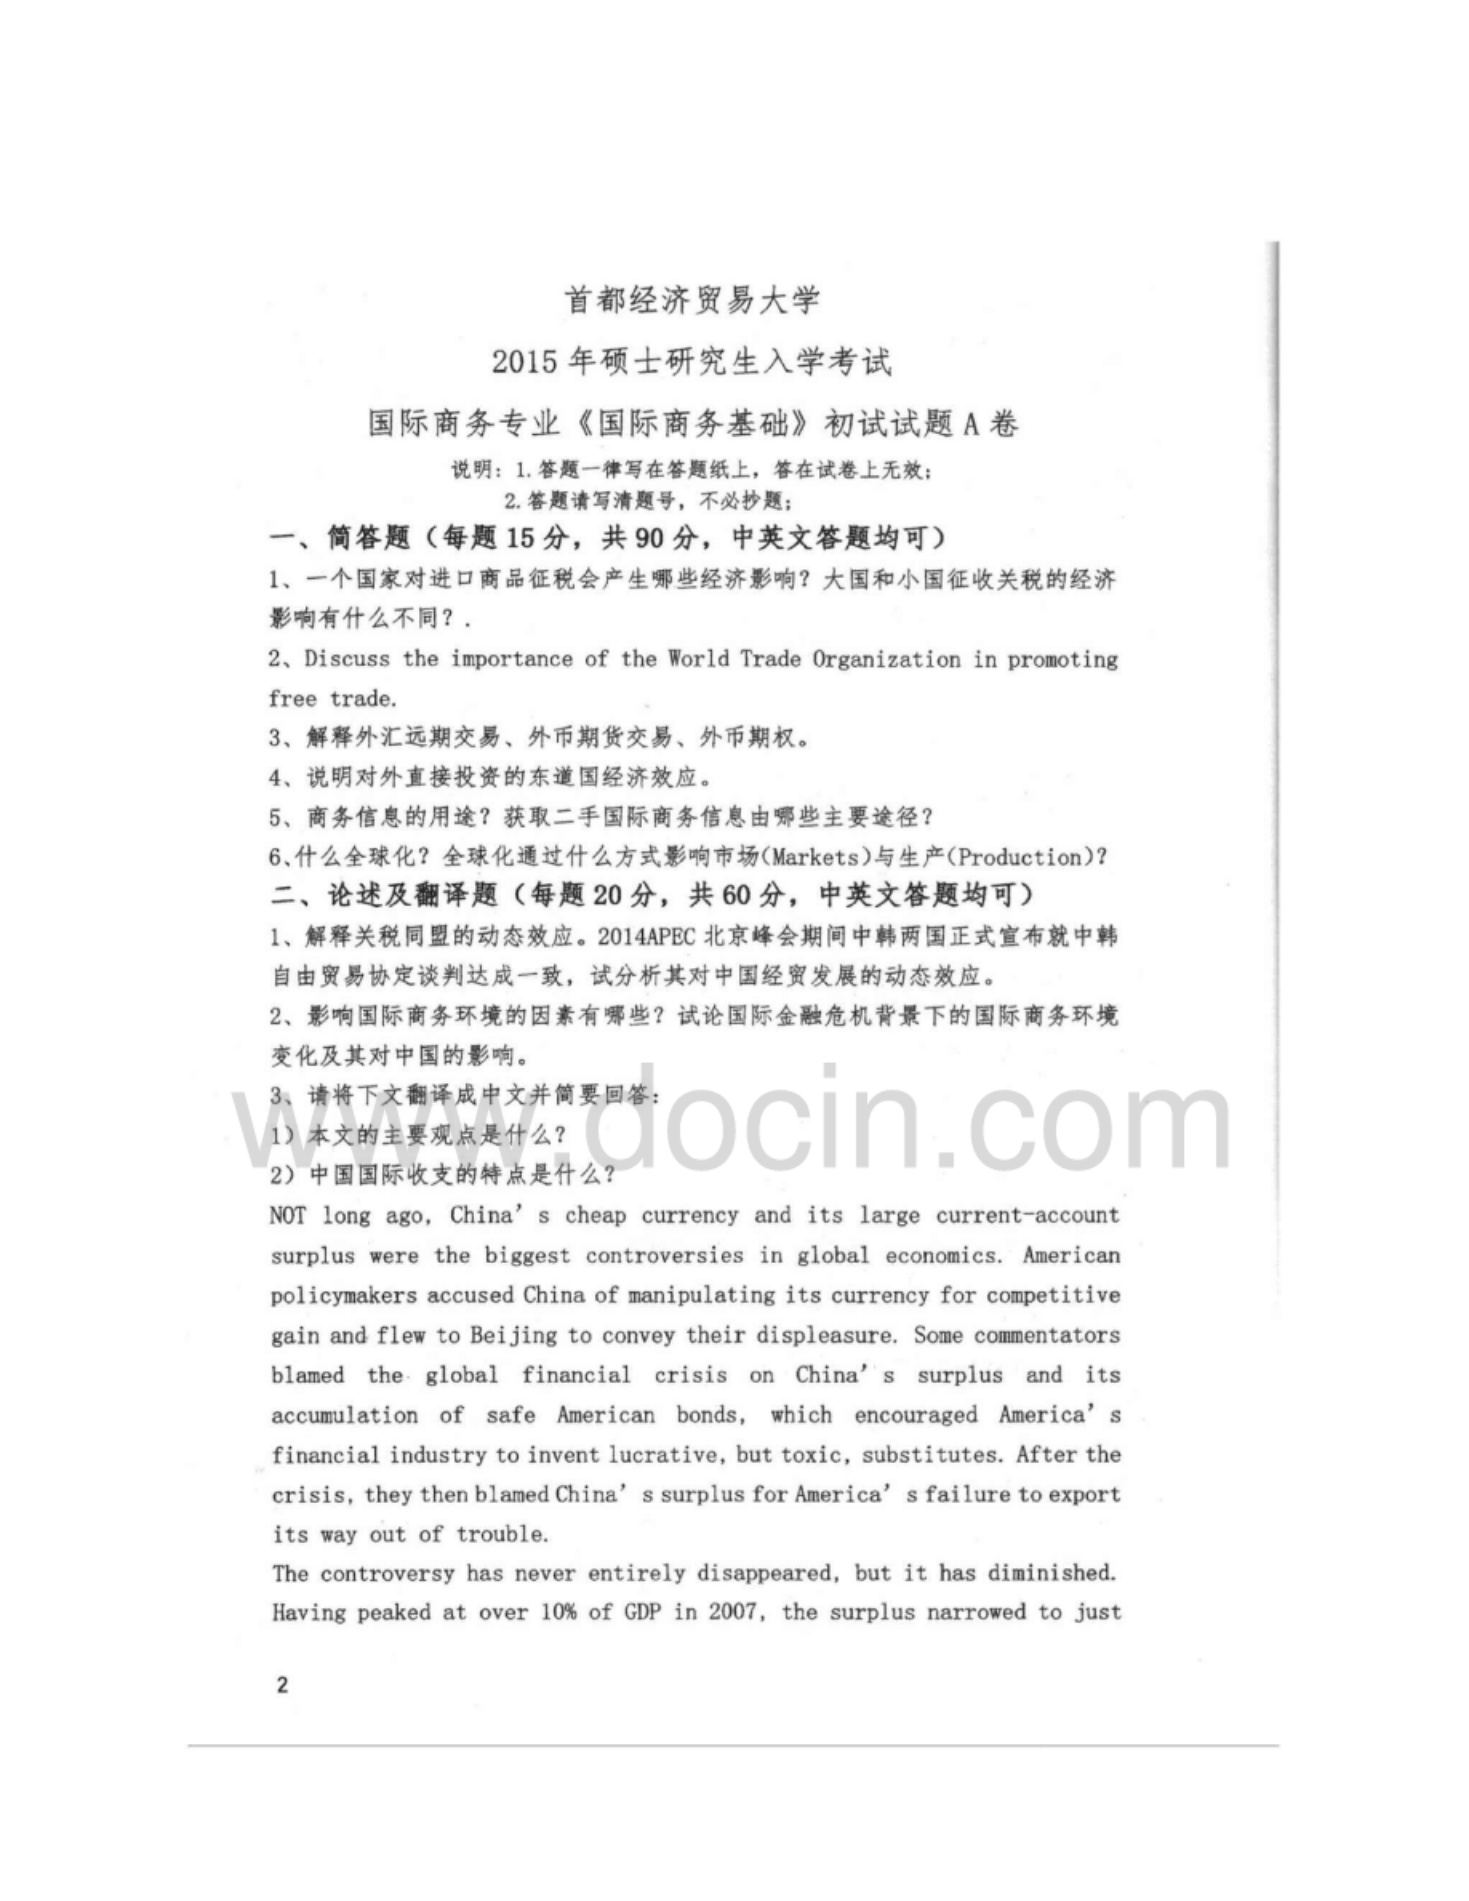 首都经济贸易大学
2015 年硕士研究生入学考试
国际商务专业《国际商务基础》初试试题 A 卷
说明：1.答题一律写在答题纸上，答在试卷上无效；
2.答题请写清题号，不必抄题；
一、简答题（每题 15 分，共 90 分，中英文答题均可）
1、一个国家对进口商品征税会产生哪些经济影响？大国和小国征收关税的经济
影响有什么不同？.
2、Discuss the importance of the World Trade Organization in promoting
free trade.
3、解释外汇远期交易、外币期货交易、外币期权。
4、说明对外直接投资的东道国经济效应。
5、商务信息的用途？获取二手国际商务信息由哪些主要途径？
6、什么全球化？全球化通过什么方式影响市场(Markets)与生产(Production)？
二、论述及翻译题（每题 20 分，共 60 分，中英文答题均可）
1、解释关税同盟的动态效应。2014APEC 北京峰会期间中韩两国正式宣布就中韩
自由贸易协定谈判达成一致，试分析其对中国经贸发展的动态效应。
2、影响国际商务环境的因素有哪些？试论国际金融危机背景下的国际商务环境
变化及其对中国的影响。
3、请将下文翻译成中文并简要回答：
1）本文的主要观点是什么？
www.docin.com
2）中国国际收支的特点是什么？
NOT long ago, China's cheap currency and its large current-account
surplus were the biggest controversies in global economics. American
policymakers accused China of manipulating its currency for competitive
gain and flew to Beijing to convey their displeasure. Some commentators
blamed the global financial crisis on China's surplus and its
accumulation of safe American bonds, which encouraged America's
financial industry to invent lucrative, but toxic, substitutes. After the
crisis, they then blamed China's surplus for America's failure to export
its way out of trouble.
The controversy has never entirely disappeared, but it has diminished.
Having peaked at over 10% of GDP in 2007, the surplus narrowed to just
2